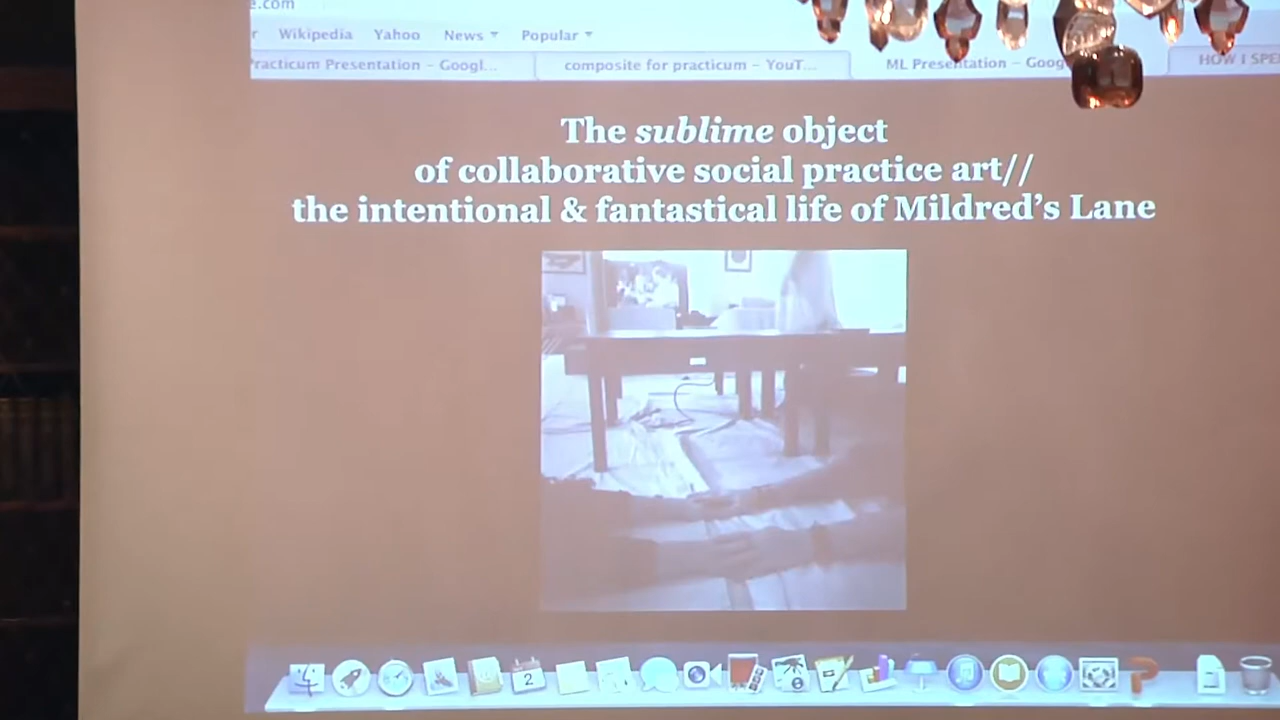 e.com
r Wikipedia Yahoo News Popular
Practicum Presentation – Googl... composite for practicum – YouT... ML Presentation – Goog HOW I SPE
The sublime object
of collaborative social practice art//
the intentional & fantastical life of Mildred's Lane
2